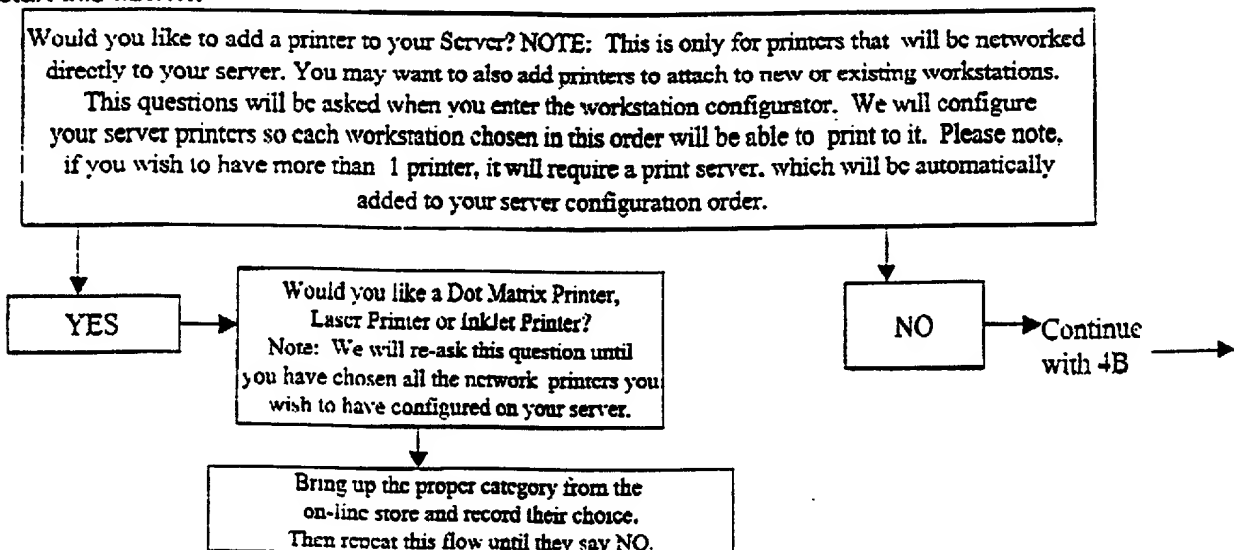 Would you like to add a printer to your Server? NOTE: This is only for printers that will be networked
directly to your server. You may want to also add printers to attach to new or existing workstations.
This questions will be asked when you enter the workstation configurator. We will configure
your server printers so each workstation chosen in this order will be able to print to it. Please note,
if you wish to have more than 1 printer, it will require a print server. which will be automatically
added to your server configuration order.
YES
Would you like a Dot Matrix Printer,
Laser Printer or InkJet Printer?
Note: We will re-ask this question until
you have chosen all the network printers you
wish to have configured on your server.
NO
Continue
with 4B
Bring up the proper category from the
on-line store and record their choice.
Then repeat this flow until they say NO.